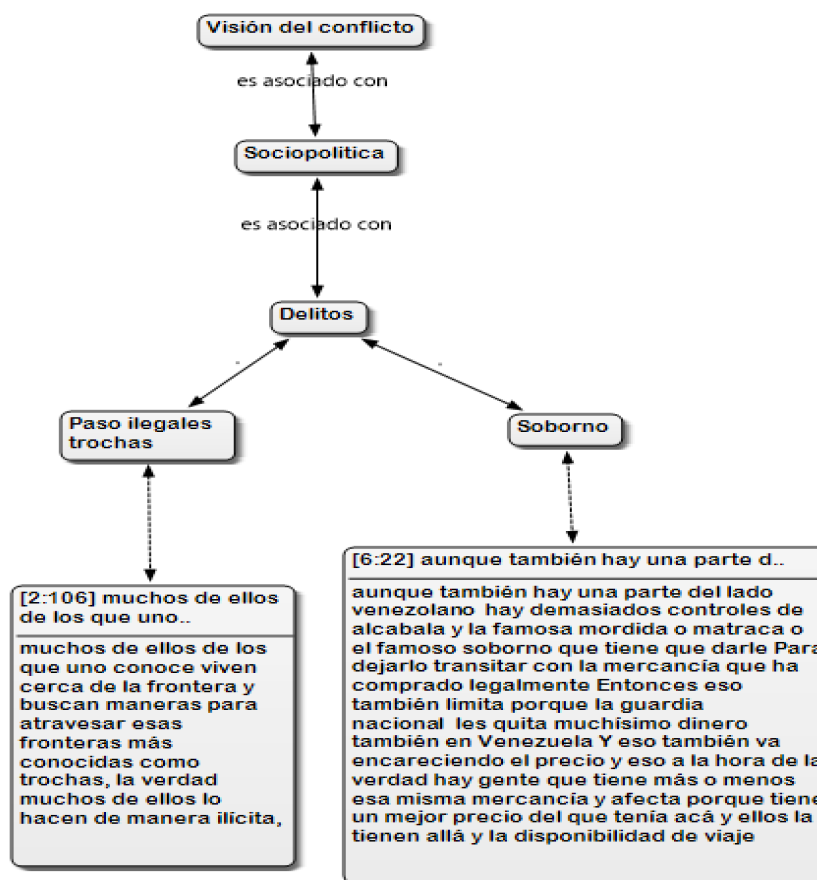 Visión del conflicto
es asociado con
Sociopolítica
es asociado con
Delitos
Paso ilegales
trochas
Soborno
[2:106] muchos de ellos
de los que uno..
muchos de ellos de los
que uno conoce viven
cerca de la frontera y
buscan maneras para
atravesar esas
fronteras más
conocidas como
trochas, la verdad
muchos de ellos lo
hacen de manera ilícita,
[6:22] aunque también hay una parte d..
aunque también hay una parte del lado
venezolano hay demasiados controles de
alcabala y la famosa mordida o matraca o
el famoso soborno que tiene que darle Para
dejarlo transitar con la mercancía que ha
comprado legalmente Entonces eso
también limita porque la guardia
nacional les quita muchísimo dinero
también en Venezuela Y eso también va
encareciendo el precio y eso a la hora de la
verdad hay gente que tiene más o menos
esa misma mercancía y afecta porque tiene
un mejor precio del que tenía acá y ellos la
tienen allá y la disponibilidad de viaje